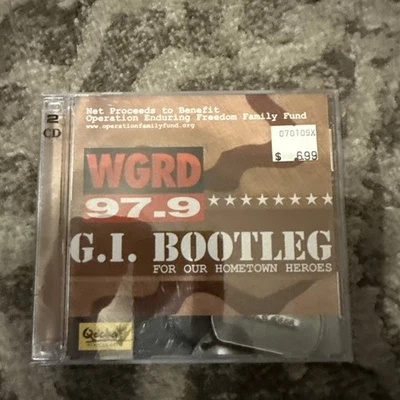 2
CD
Net Proceeds to Benefit
Operation Enduring Freedom Family Fund
www.operationfamilyfund.org
070109X
$ 6.99
WGRD
97.9
G.I. BOOTLEG
FOR OUR HOMETOWN HEROES
Qdoba